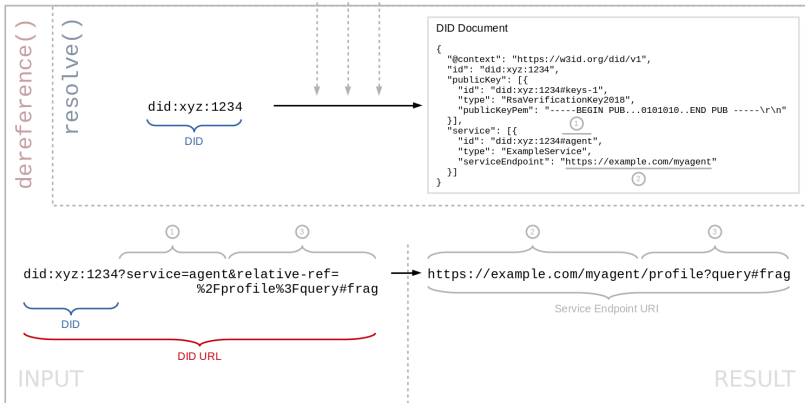 dereference()
resolve()
did:xyz:1234
DID
DID Document
{
"@context": "https://w3id.org/did/v1",
"id": "did:xyz:1234",
"publicKey": [{
"id": "did:xyz:1234#keys-1",
"type": "RsaVerificationKey2018",
"publicKeyPem": "-----BEGIN PUB...0101010..END PUB -----\r\n"
}],
1
"service": [{
"id": "did:xyz:1234#agent",
"type": "ExampleService",
"serviceEndpoint": "https://example.com/myagent"
}]
2
}
1 3 2 3
did:xyz:1234?service=agent&relative-ref=
%2Fprofile%3Fquery#frag
https://example.com/myagent/profile?query#frag
DID
Service Endpoint URI
DID URL
INPUT
RESULT